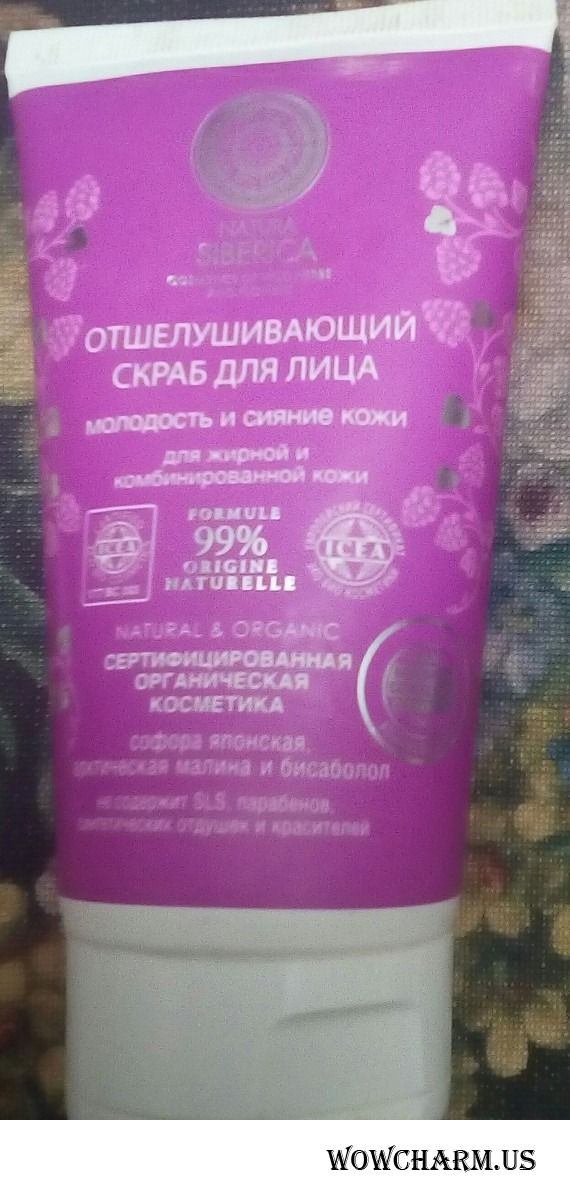 NATURA
SIBERICA
ОТШЕЛУШИВАЮЩИЙ
СКРАБ ДЛЯ ЛИЦА
МОЛОДОСТЬ И СИЯНИЕ КОЖИ
для жирной и
комбинированной кожи
FORMULE
99%
ORIGINE
NATURELLE
ICEA
ICEA
NATURAL & ORGANIC
СЕРТИФИЦИРОВАННАЯ
ОРГАНИЧЕСКАЯ
КОСМЕТИКА
софора японская,
арктическая малина и бисаболол
не содержит SLS, парабенов,
синтетических отдушек и красителей
WOWCHARM.US